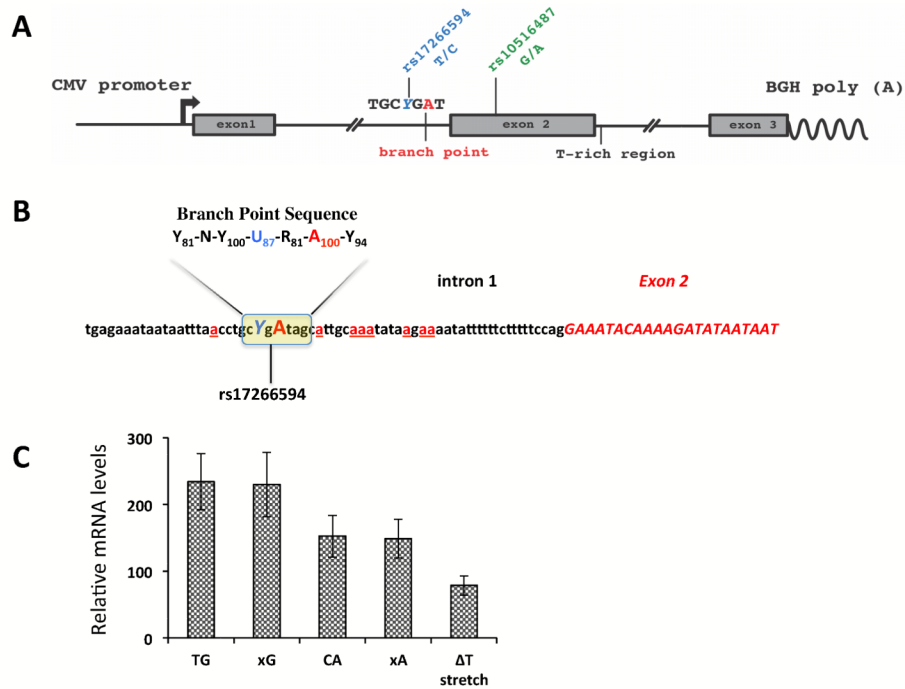 A
rs17266594
T/C
rs10516487
G/A
CMV promoter
TGCYGAT
BGH poly (A)
exon1
exon 2
exon 3
branch point
T-rich region
B
Branch Point Sequence
Y81-N-Y100-U87-R81-A100-Y94
intron 1
Exon 2
tgagaaataataatttaacctgcYgAtagcattgcaaatataagaaaatatttttttctttttccagGAAATACAAAAGATATAATAAT
rs17266594
C
Relative mRNA levels
300
200
100
0
TG
xG
CA
xA
ΔT
stretch